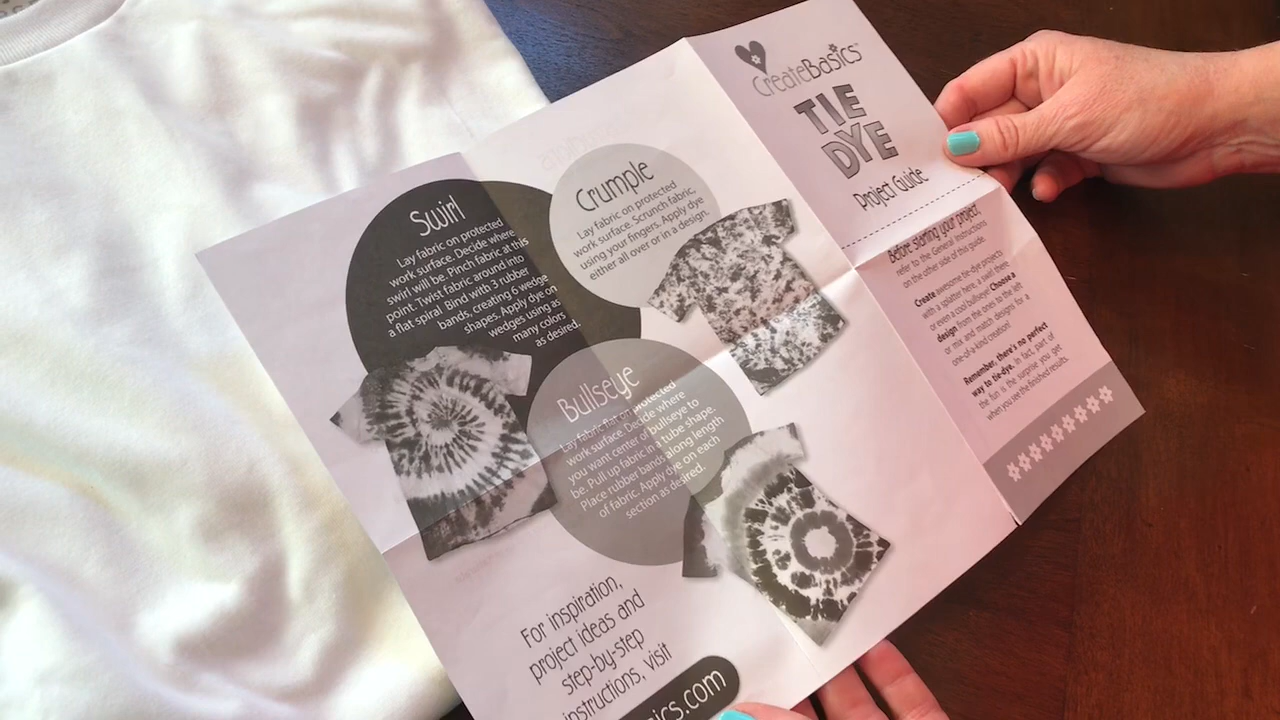 CreateBasics™
TIE
DYE
Project Guide
Before starting your project,
refer to the General Instructions
on the other side of this guide.
Create awesome tie-dye projects
with a splatter here, a swirl there
or even a cool bullseye! Choose a
design from the ones to the left
or mix and match designs for a
one-of-a-kind creation!
Remember, there's no perfect
way to tie-dye. In fact, part of
the fun is the surprise you get
when you see the finished results.
Swirl
Lay fabric on protected
work surface. Decide where
swirl will be. Pinch fabric at this
point. Twist fabric around into
a flat spiral. Bind with 3 rubber
bands, creating 6 wedge
shapes. Apply dye on
wedges using as
many colors
as desired.
Crumple
Lay fabric on protected
work surface. Scrunch fabric,
using your fingers. Apply dye
either all over or in a design.
Bullseye
Lay fabric flat on protected
work surface. Decide where
you want center of bullseye to
be. Pull up fabric in a tube shape.
Place rubber bands along length
of fabric. Apply dye on each
section as desired.
For inspiration,
project ideas and
step-by-step
instructions, visit
sics.com